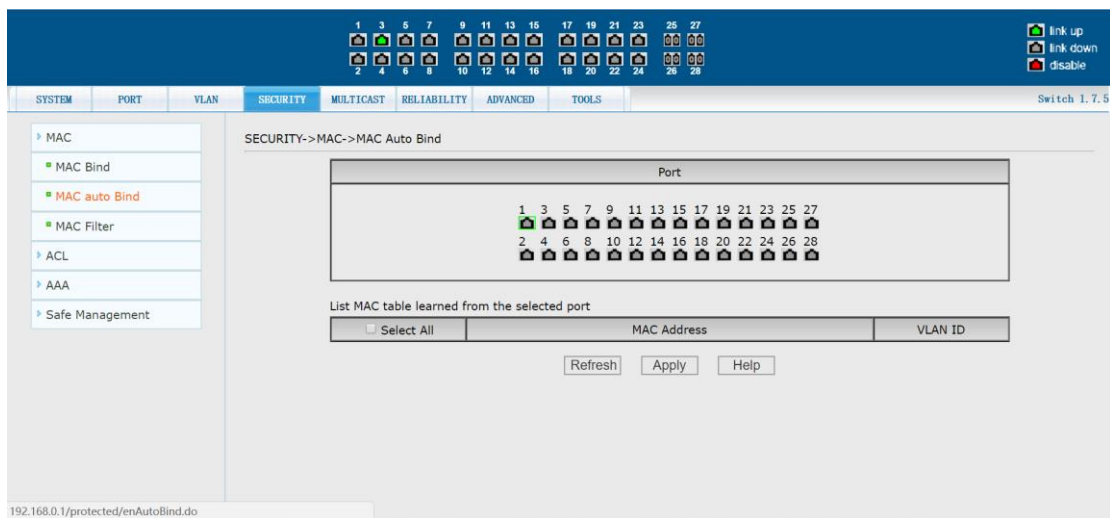 1 3 5 7 9 11 13 15 17 19 21 23 25 27
2 4 6 8 10 12 14 16 18 20 22 24 26 28
link up
link down
disable
SYSTEM PORT VLAN SECURITY MULTICAST RELIABILITY ADVANCED TOOLS Switch 1.7.5
MAC
MAC Bind
MAC auto Bind
MAC Filter
ACL
AAA
Safe Management
SECURITY->MAC->MAC Auto Bind
Port
1 3 5 7 9 11 13 15 17 19 21 23 25 27
2 4 6 8 10 12 14 16 18 20 22 24 26 28
List MAC table learned from the selected port
Select All MAC Address VLAN ID
Refresh Apply Help
192.168.0.1/protected/enAutoBind.do